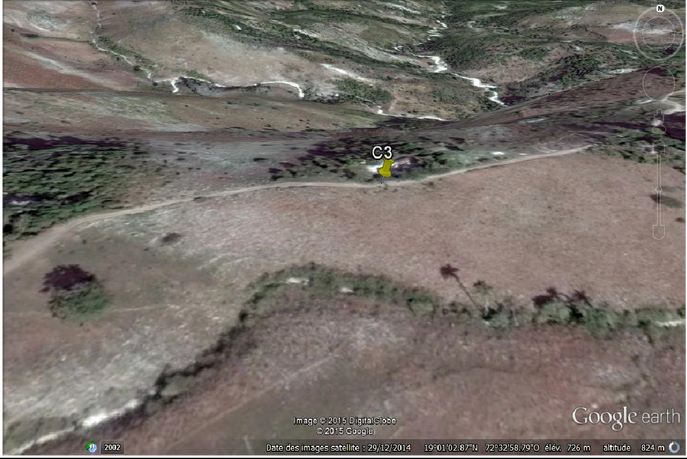 N
C3
Image © 2015 DigitalGlobe
© 2015 Google
Google earth
2002
Date des images satellite : 29/12/2014 19°01'02.87"N 72°32'58.79"O élév. 726 m altitude 824 m